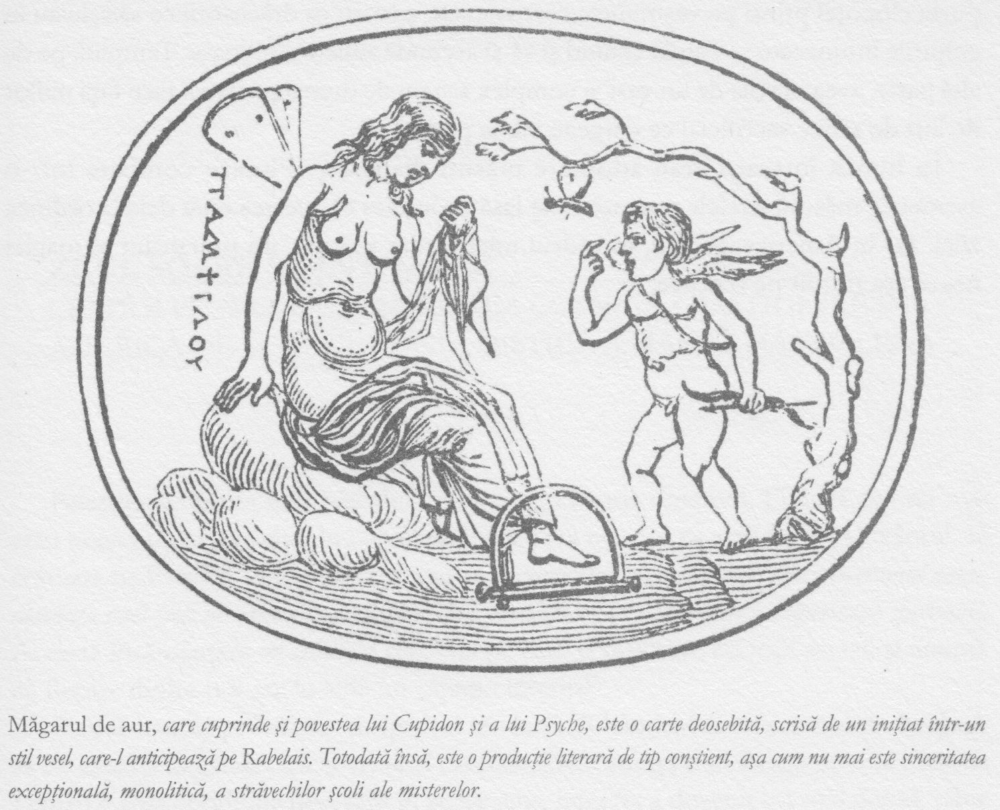 ΠΑΜΦΙΛΟΥ
Măgarul de aur, care cuprinde şi povestea lui Cupidon şi a lui Psyche, este o carte deosebită, scrisă de un iniţiat într-un
stil vesel, care-l anticipează pe Rabelais. Totodată însă, este o producţie literară de tip conşiient, aşa cum nu mai este sinceritatea
excepţională, monolitică, a străvechilor şcoli ale misterelor.